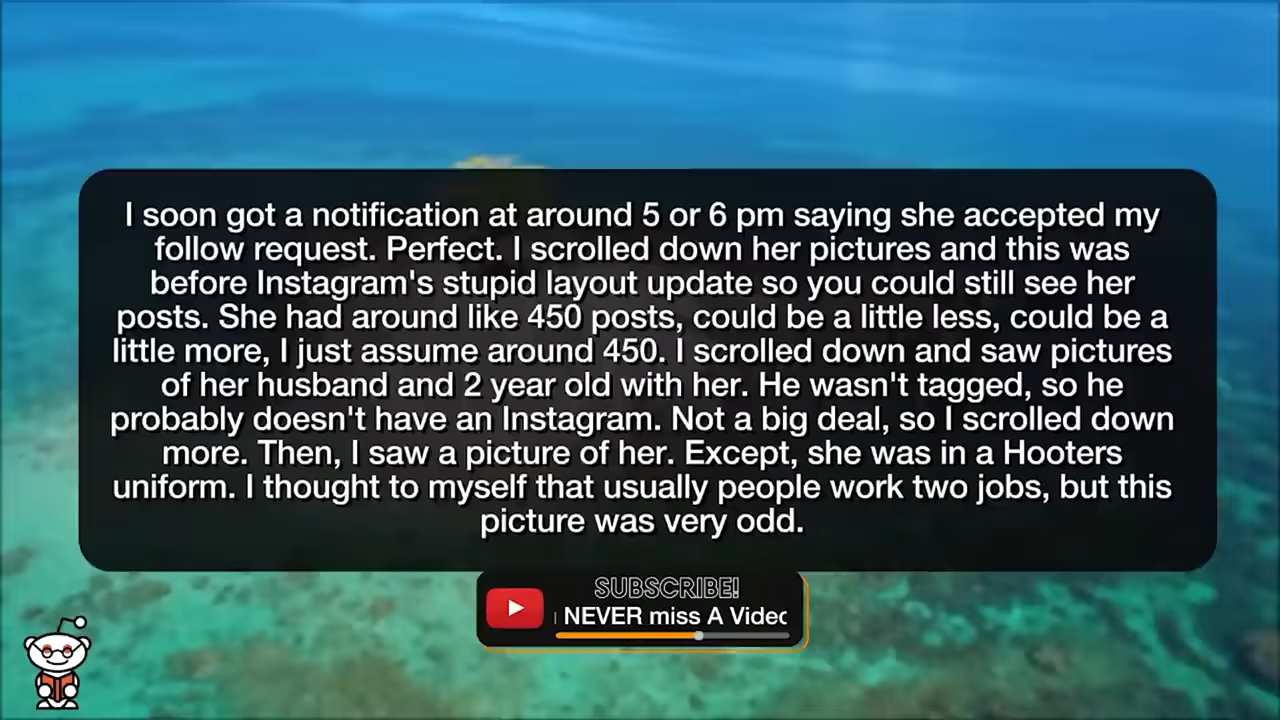 I soon got a notification at around 5 or 6 pm saying she accepted my
follow request. Perfect. I scrolled down her pictures and this was
before Instagram's stupid layout update so you could still see her
posts. She had around like 450 posts, could be a little less, could be a
little more, I just assume around 450. I scrolled down and saw pictures
of her husband and 2 year old with her. He wasn't tagged, so he
probably doesn't have an Instagram. Not a big deal, so I scrolled down
more. Then, I saw a picture of her. Except, she was in a Hooters
uniform. I thought to myself that usually people work two jobs, but this
picture was very odd.
SUBSCRIBE!
NEVER miss A Video